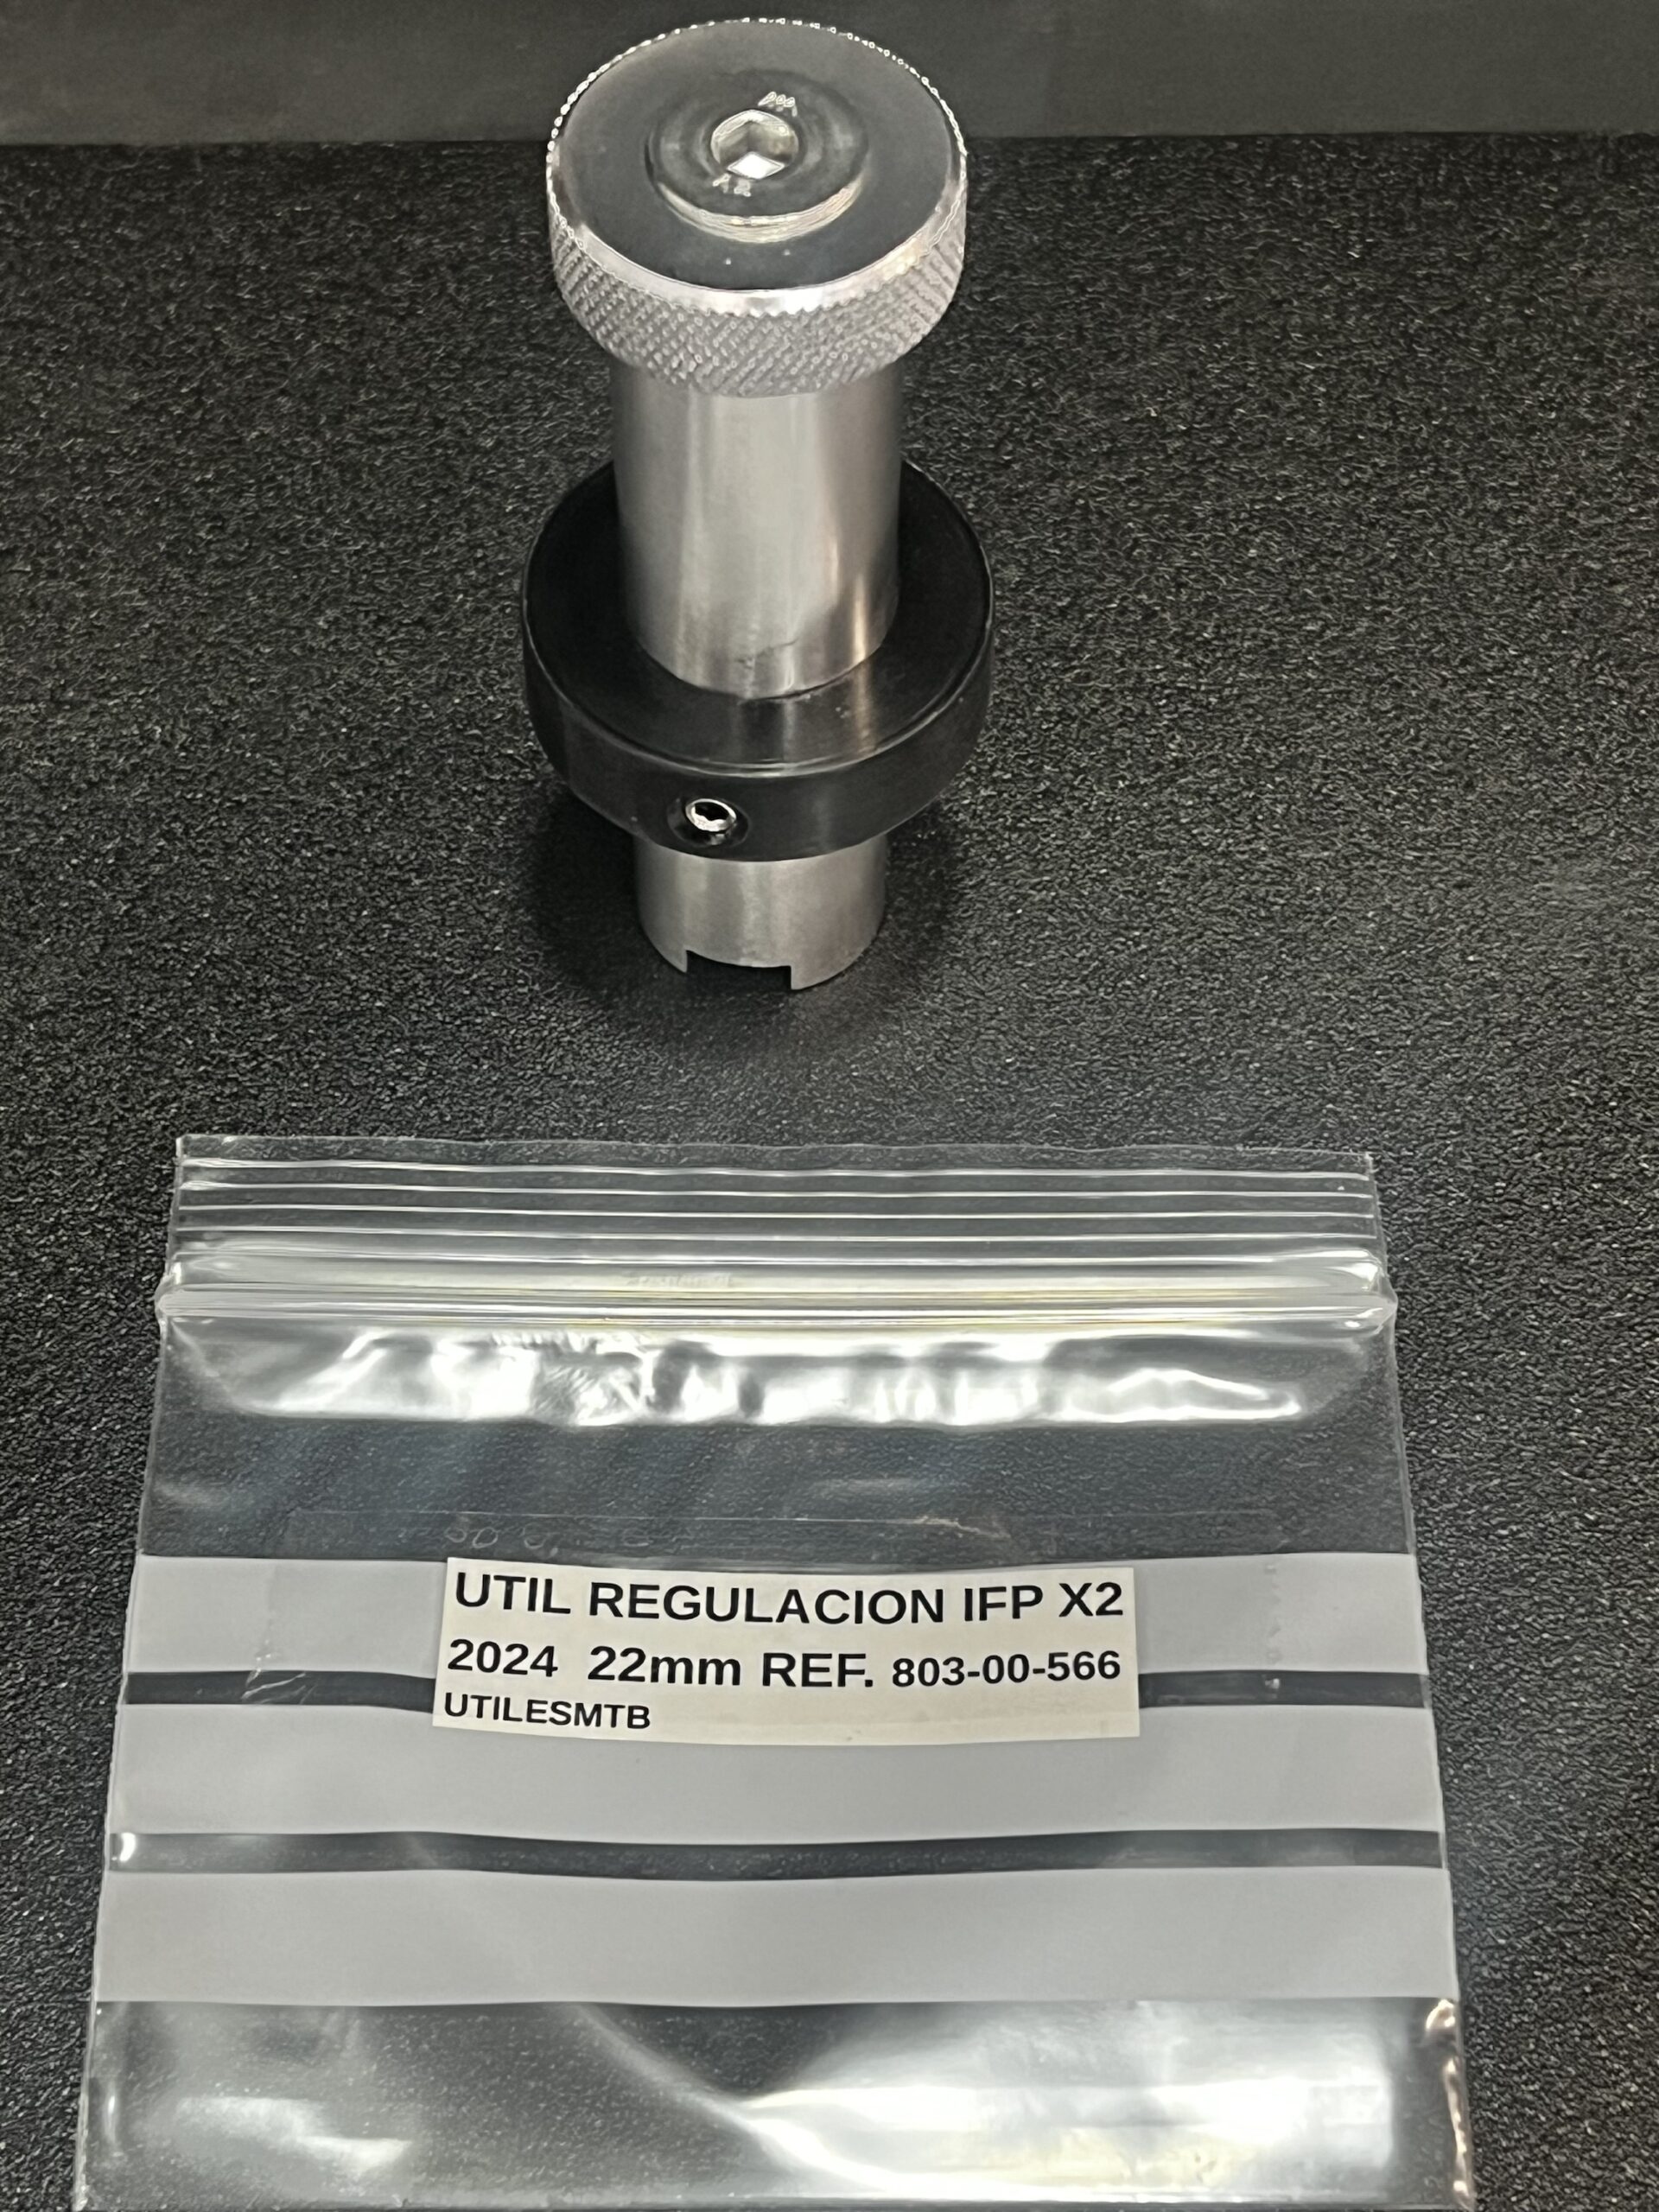 UTIL REGULACION IFP X2
2024 22mm REF. 803-00-566
UTILESMTB